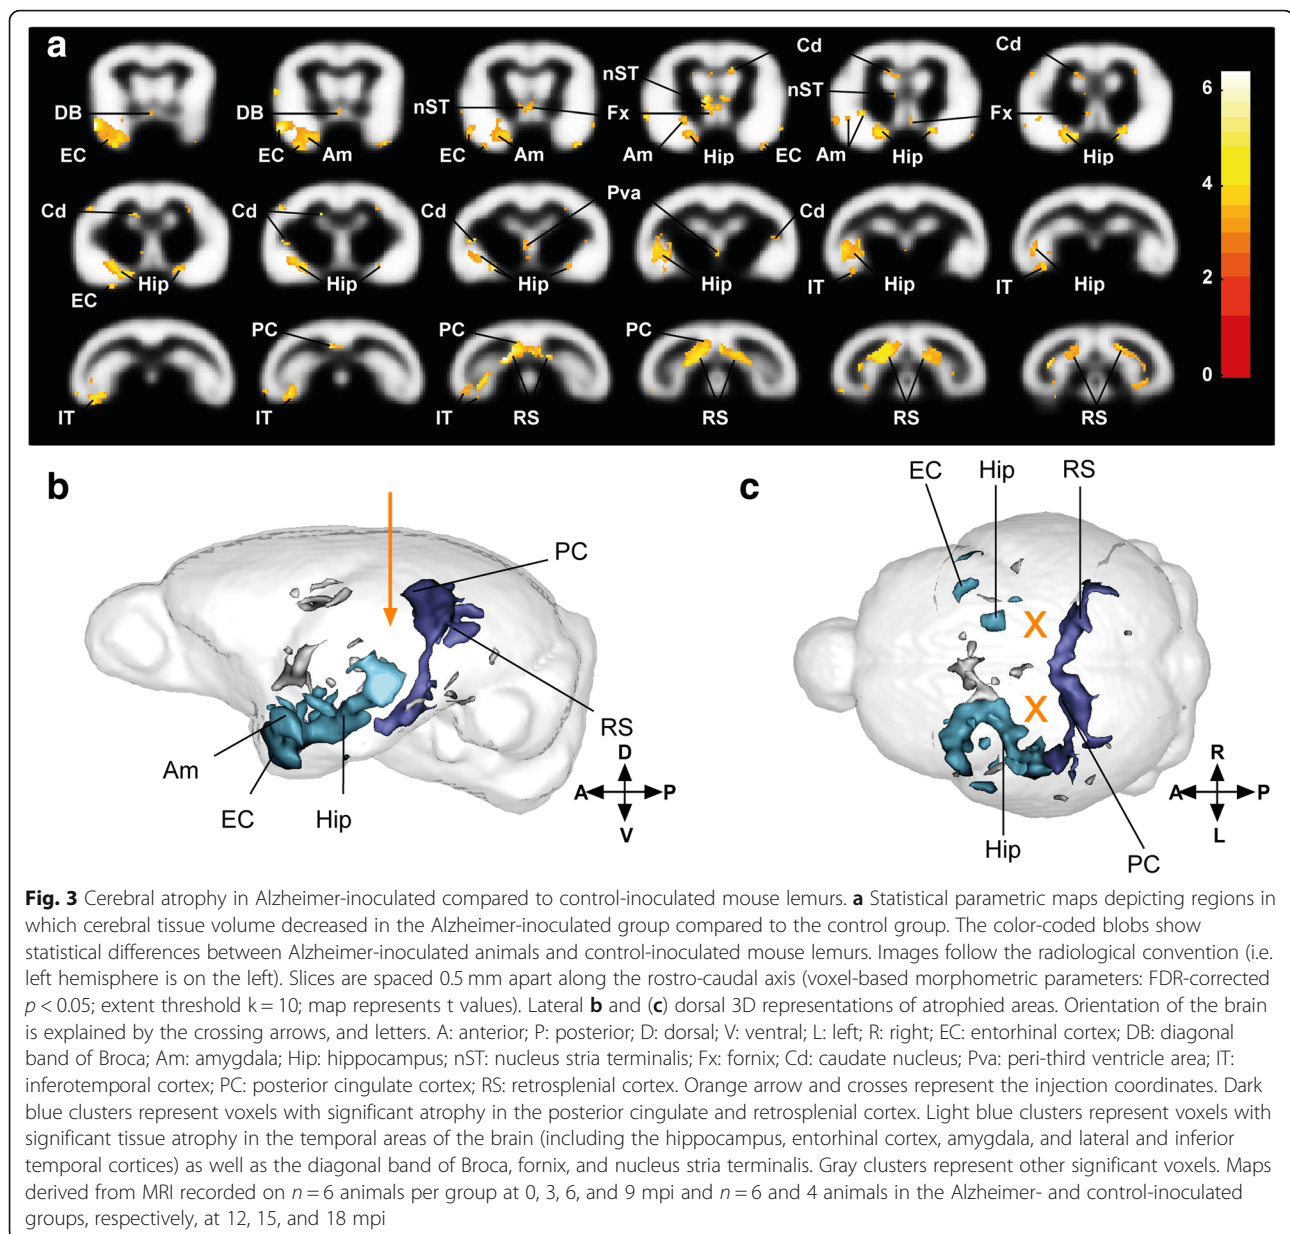 a
Cd
Cd
Cd
nST
nST
nST
DB
DB
Fx
Fx
EC
EC
Am
EC
Am
Am
Hip
EC
Am
Hip
Hip
6
4
2
0
Cd
Cd
Cd
Pva
Cd
EC
Hip
Hip
Hip
Hip
IT
Hip
IT
Hip
PC
PC
PC
IT
IT
IT
RS
RS
RS
RS
b
PC
RS
Am
EC
Hip
D
A
P
V
c
EC
Hip
RS
X
X
Hip
PC
R
A
P
L
Fig. 3 Cerebral atrophy in Alzheimer-inoculated compared to control-inoculated mouse lemurs. a Statistical parametric maps depicting regions in
which cerebral tissue volume decreased in the Alzheimer-inoculated group compared to the control group. The color-coded blobs show
statistical differences between Alzheimer-inoculated animals and control-inoculated mouse lemurs. Images follow the radiological convention (i.e.
left hemisphere is on the left). Slices are spaced 0.5 mm apart along the rostro-caudal axis (voxel-based morphometric parameters: FDR-corrected
p < 0.05; extent threshold k = 10; map represents t values). Lateral b and (c) dorsal 3D representations of atrophied areas. Orientation of the brain
is explained by the crossing arrows, and letters. A: anterior; P: posterior; D: dorsal; V: ventral; L: left; R: right; EC: entorhinal cortex; DB: diagonal
band of Broca; Am: amygdala; Hip: hippocampus; nST: nucleus stria terminalis; Fx: fornix; Cd: caudate nucleus; Pva: peri-third ventricle area; IT:
inferotemporal cortex; PC: posterior cingulate cortex; RS: retrosplenial cortex. Orange arrow and crosses represent the injection coordinates. Dark
blue clusters represent voxels with significant atrophy in the posterior cingulate and retrosplenial cortex. Light blue clusters represent voxels with
significant tissue atrophy in the temporal areas of the brain (including the hippocampus, entorhinal cortex, amygdala, and lateral and inferior
temporal cortices) as well as the diagonal band of Broca, fornix, and nucleus stria terminalis. Gray clusters represent other significant voxels. Maps
derived from MRI recorded on n = 6 animals per group at 0, 3, 6, and 9 mpi and n = 6 and 4 animals in the Alzheimer- and control-inoculated
groups, respectively, at 12, 15, and 18 mpi